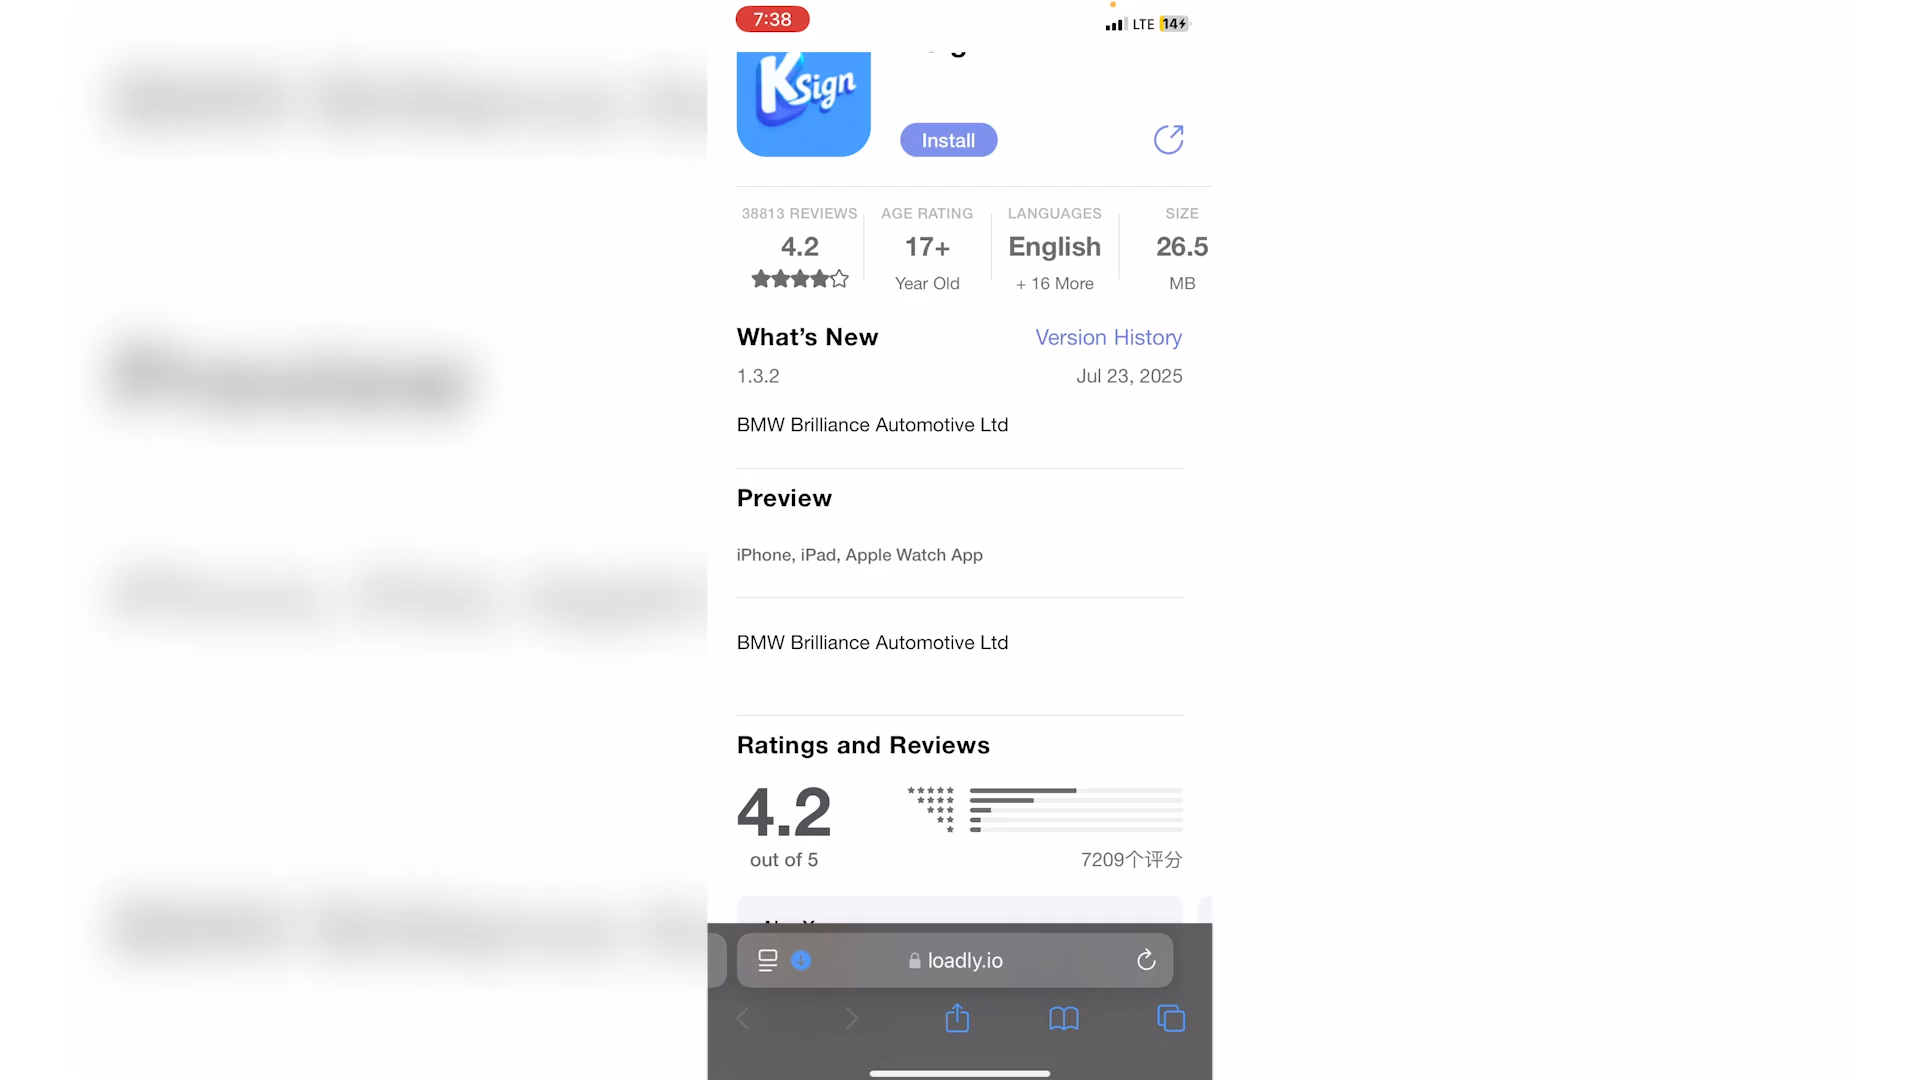 7:38
LTE 14
KSign
Install
38813 REVIEWS
4.2
AGE RATING
17+
Year Old
LANGUAGES
English
+ 16 More
SIZE
26.5
MB
What’s New
Version History
1.3.2
Jul 23, 2025
BMW Brilliance Automotive Ltd
Preview
iPhone, iPad, Apple Watch App
BMW Brilliance Automotive Ltd
Ratings and Reviews
4.2
out of 5
7209个评分
loadly.io